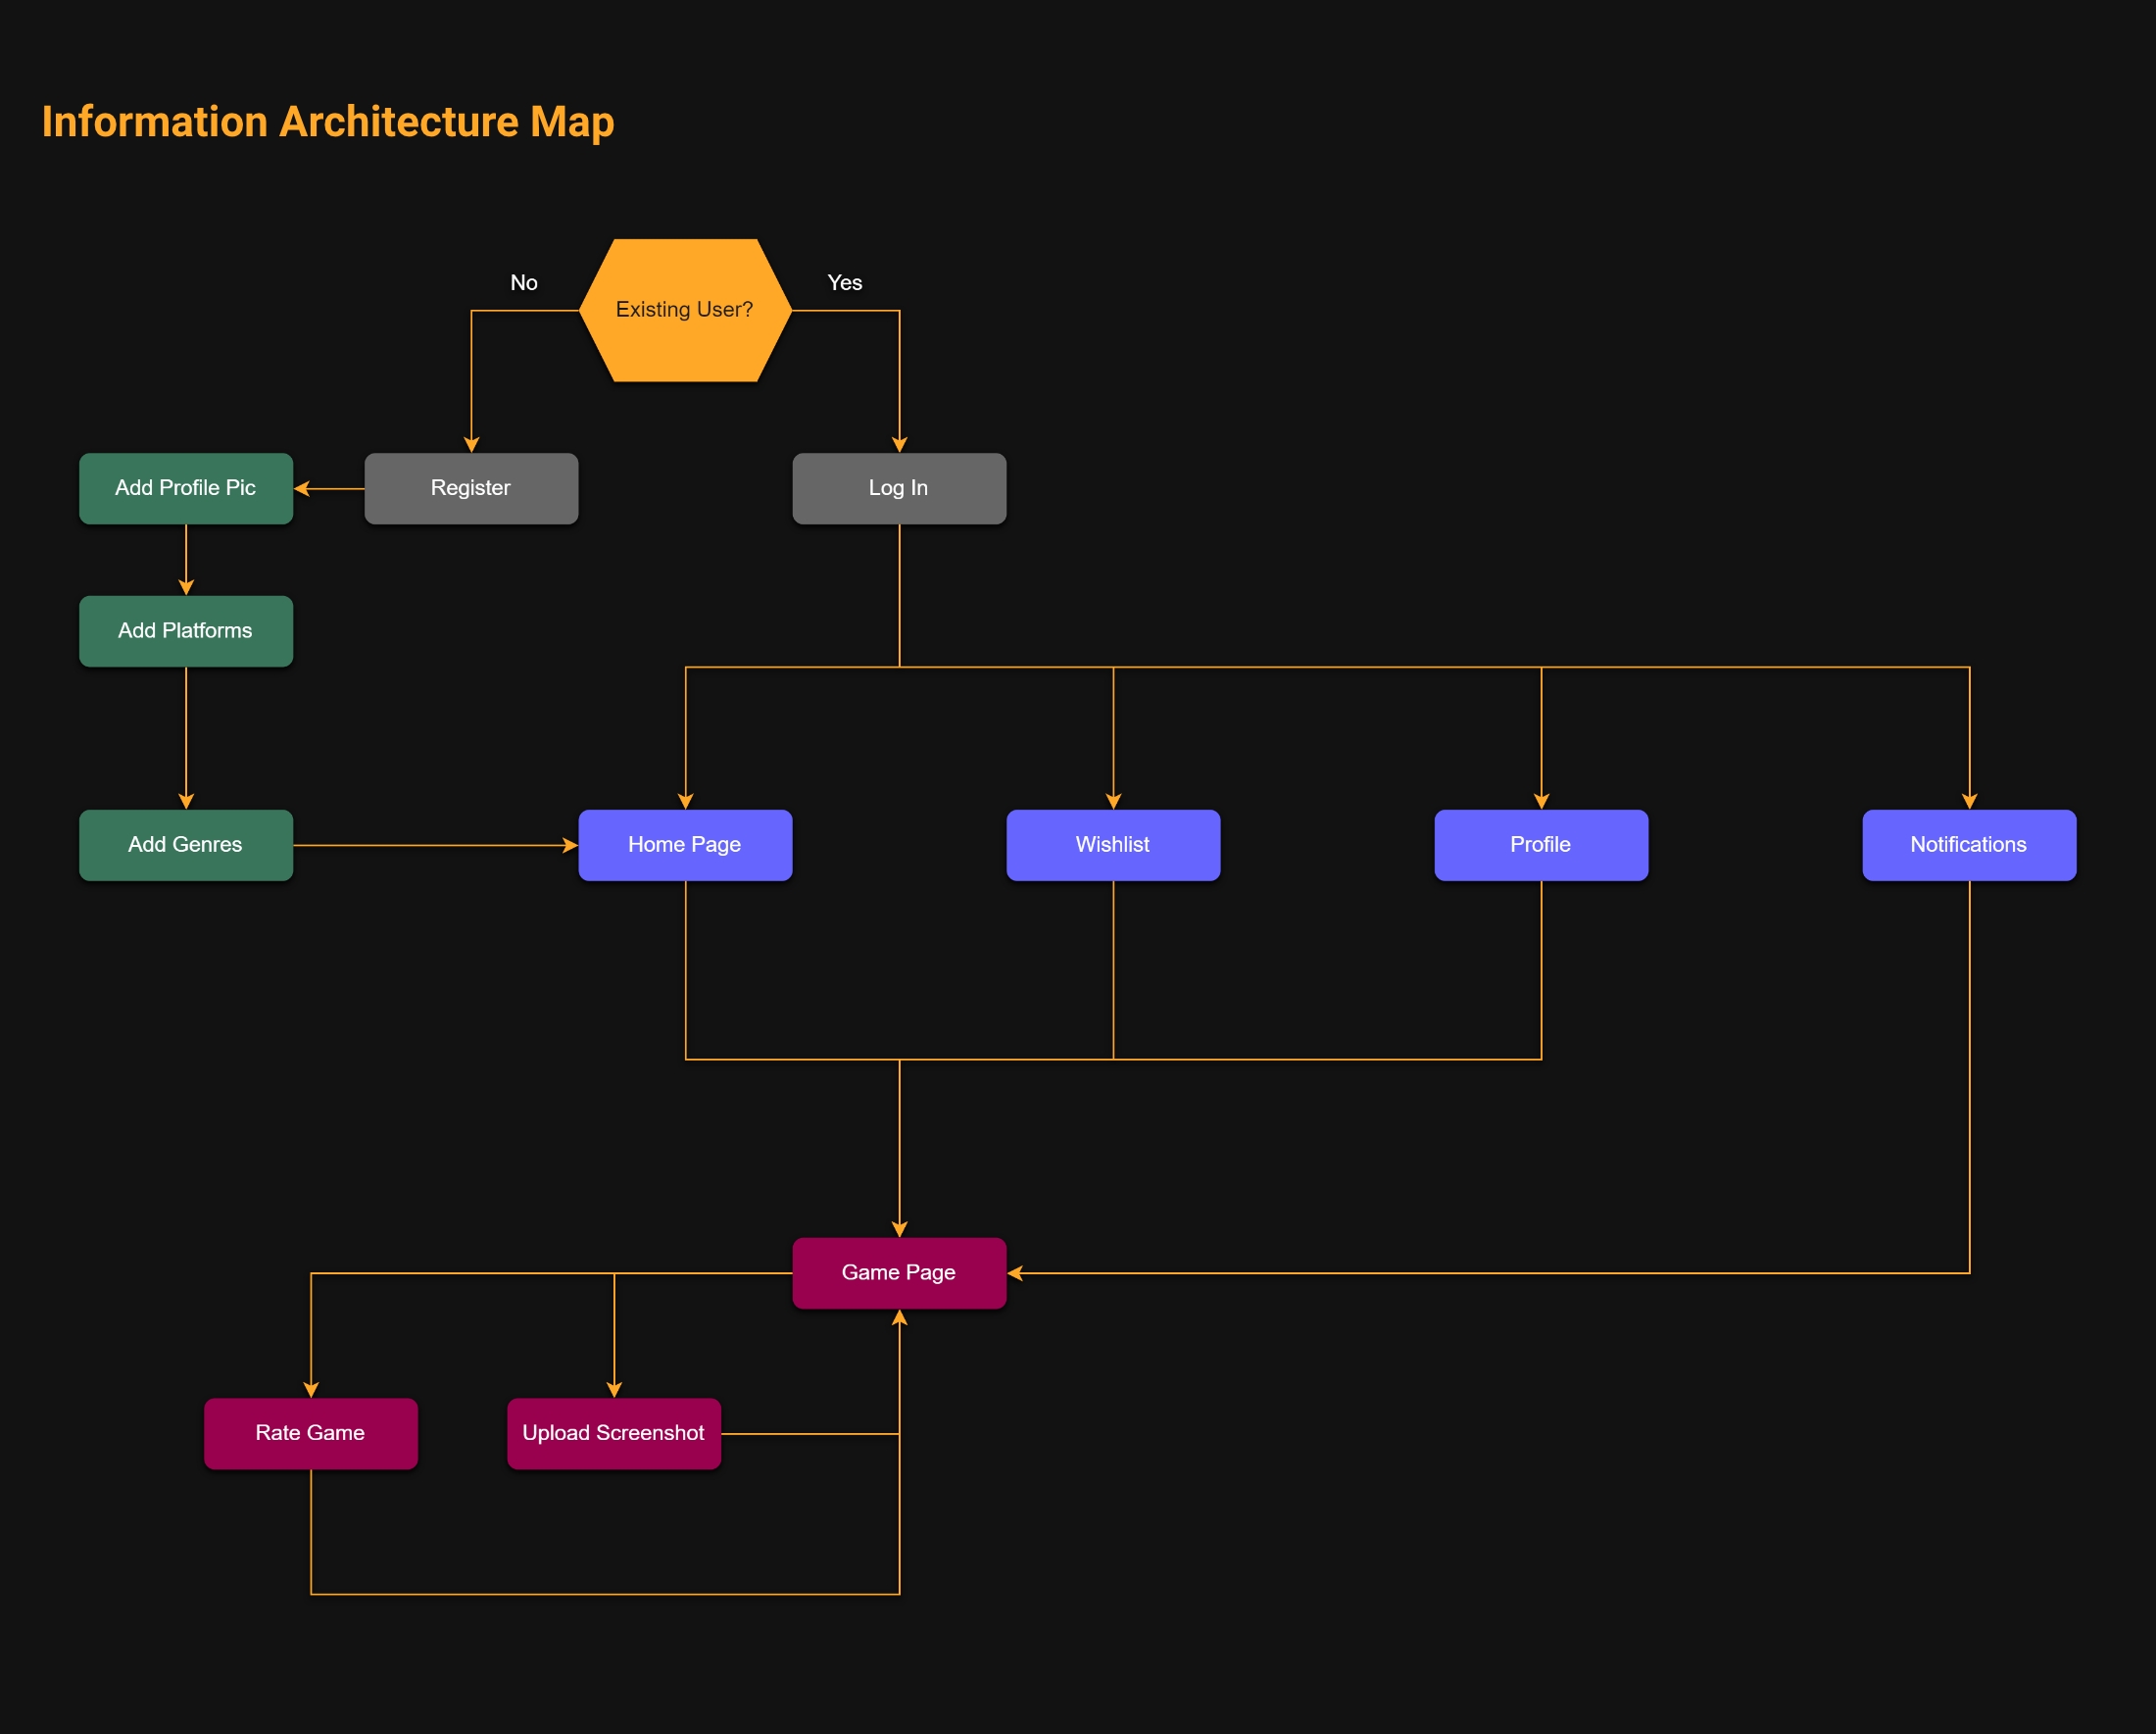 Information Architecture Map
No
Yes
Existing User?
Add Profile Pic
Register
Log In
Add Platforms
Add Genres
Home Page
Wishlist
Profile
Notifications
Game Page
Rate Game
Upload Screenshot